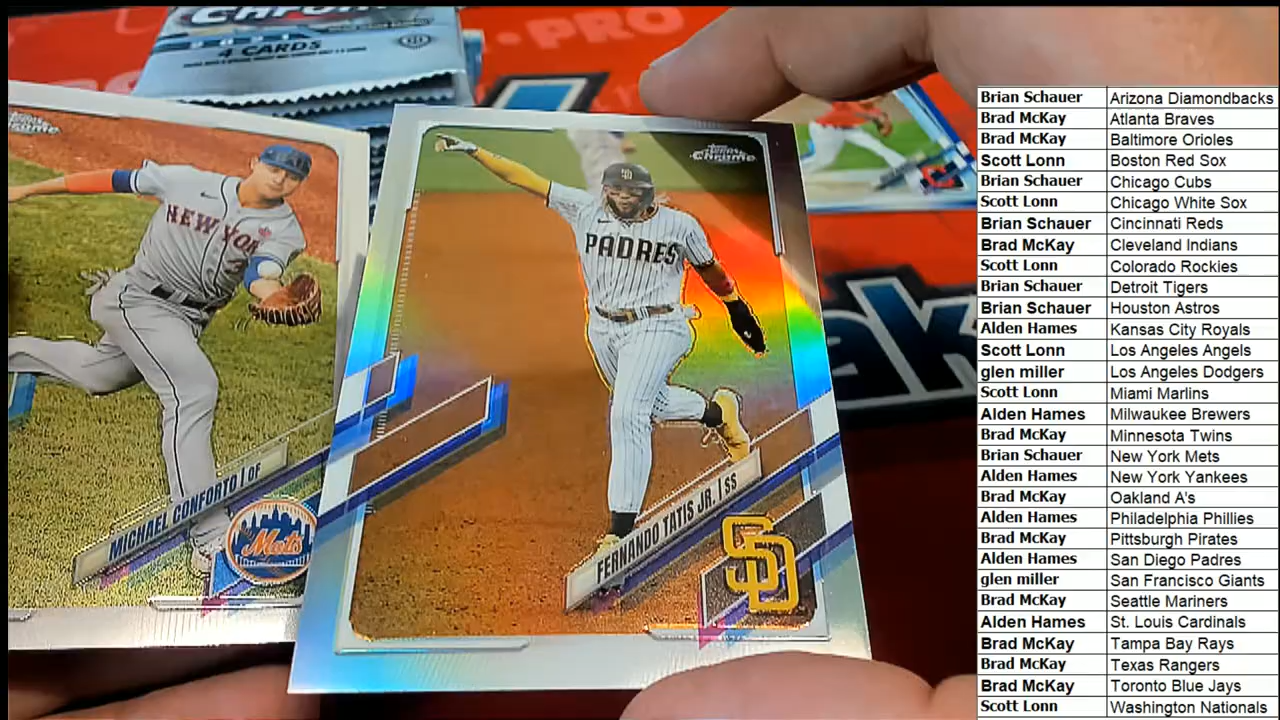 CHROME
4 CARDS
PRO
Topps
Chrome
NEW YORK
MICHAEL CONFORTO | OF
Mets
Topps
Chrome
SD
PADRES
FERNANDO TATIS JR. | SS
SD
ak
Brian Schauer Arizona Diamondbacks
Brad McKay Atlanta Braves
Brad McKay Baltimore Orioles
Scott Lonn Boston Red Sox
Brian Schauer Chicago Cubs
Scott Lonn Chicago White Sox
Brian Schauer Cincinnati Reds
Brad McKay Cleveland Indians
Scott Lonn Colorado Rockies
Brian Schauer Detroit Tigers
Brian Schauer Houston Astros
Alden Hames Kansas City Royals
Scott Lonn Los Angeles Angels
glen miller Los Angeles Dodgers
Scott Lonn Miami Marlins
Alden Hames Milwaukee Brewers
Brad McKay Minnesota Twins
Brian Schauer New York Mets
Alden Hames New York Yankees
Brad McKay Oakland A's
Alden Hames Philadelphia Phillies
Brad McKay Pittsburgh Pirates
Alden Hames San Diego Padres
glen miller San Francisco Giants
Brad McKay Seattle Mariners
Alden Hames St. Louis Cardinals
Brad McKay Tampa Bay Rays
Brad McKay Texas Rangers
Brad McKay Toronto Blue Jays
Scott Lonn Washington Nationals